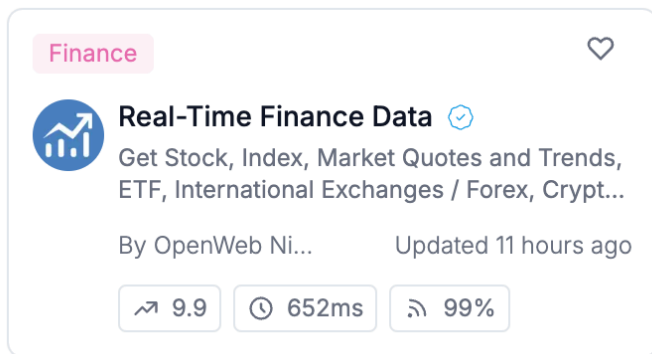 Finance
Real-Time Finance Data
Get Stock, Index, Market Quotes and Trends,
ETF, International Exchanges / Forex, Crypt...
By OpenWeb Ni... Updated 11 hours ago
9.9 652ms 99%